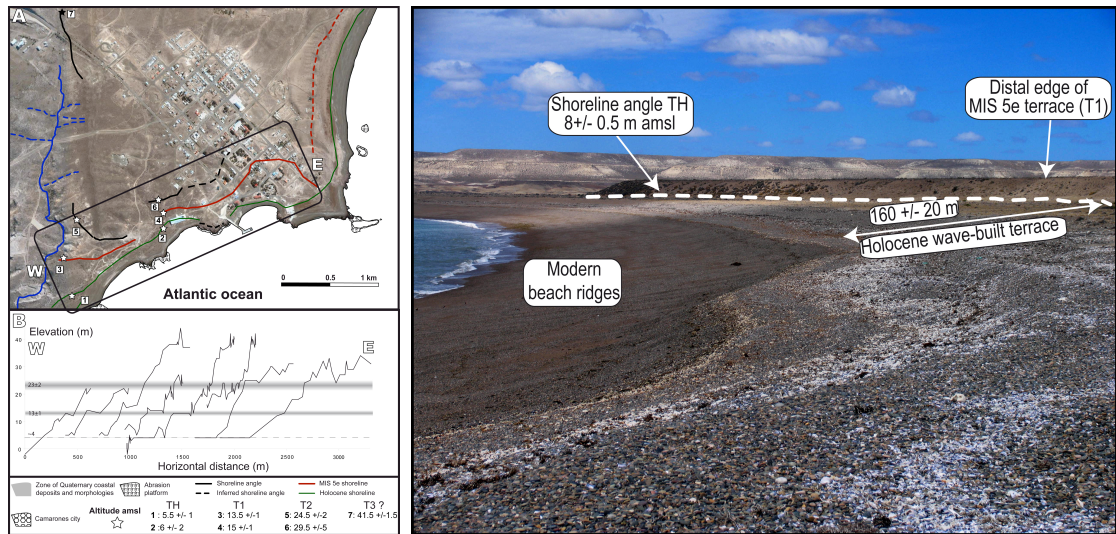 A
7
E
8
4
2
5
W
3
1
0 0.5 1 km
Atlantic ocean
B
Elevation (m)
W
E
40
30
23±2
20
13±1
10
~4
0
0 500 1000 1500 2000 2500 3000
Horizontal distance (m)
Zone of Quaternary coastal
deposits and morphologies
Abrasion
platform
Shoreline angle
Inferred shoreline angle
MIS 5e shoreline
Holocene shoreline
Camarones city
Altitude amsl
TH T1 T2 T3 ?
1 : 5.5 +/- 1 3: 13.5 +/-1 5: 24.5 +/-2 7: 41.5 +/-1.5
2 :6 +/- 2 4: 15 +/-1 6: 29.5 +/-5
Shoreline angle TH
8+/- 0.5 m amsl
Distal edge of
MIS 5e terrace (T1)
160 +/- 20 m
Holocene wave-built terrace
Modern
beach ridges